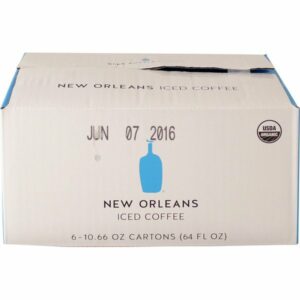 NEW ORLEANS ICED COFFEE
JUN 07 2016
USDA
ORGANIC
NEW ORLEANS
ICED COFFEE
6-10.66 OZ CARTONS (64 FL OZ)